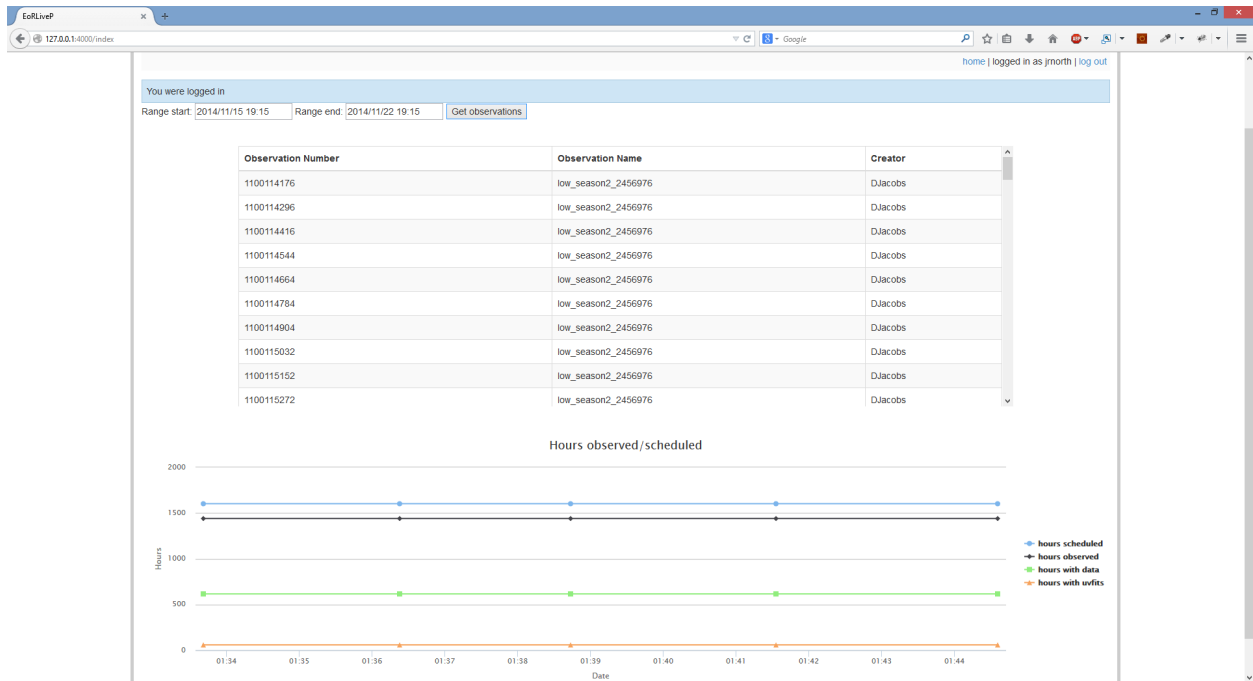 EoRLiveP
127.0.0.1:4000/index
Google
home | logged in as jrnorth | log out
You were logged in
Range start: 2014/11/15 19:15 Range end: 2014/11/22 19:15 Get observations
Observation Number Observation Name Creator
1100114176 low_season2_2456976 DJacobs
1100114296 low_season2_2456976 DJacobs
1100114416 low_season2_2456976 DJacobs
1100114544 low_season2_2456976 DJacobs
1100114664 low_season2_2456976 DJacobs
1100114784 low_season2_2456976 DJacobs
1100114904 low_season2_2456976 DJacobs
1100115032 low_season2_2456976 DJacobs
1100115152 low_season2_2456976 DJacobs
1100115272 low_season2_2456976 DJacobs
Hours observed/scheduled
2000
1500
1000
500
0
Hours
01:34 01:35 01:36 01:37 01:38 01:39 01:40 01:41 01:42 01:43 01:44
Date
hours scheduled
hours observed
hours with data
hours with uvfits